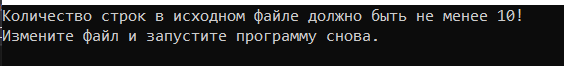 Количество строк в исходном файле должно быть не менее 10!
Измените файл и запустите программу снова.